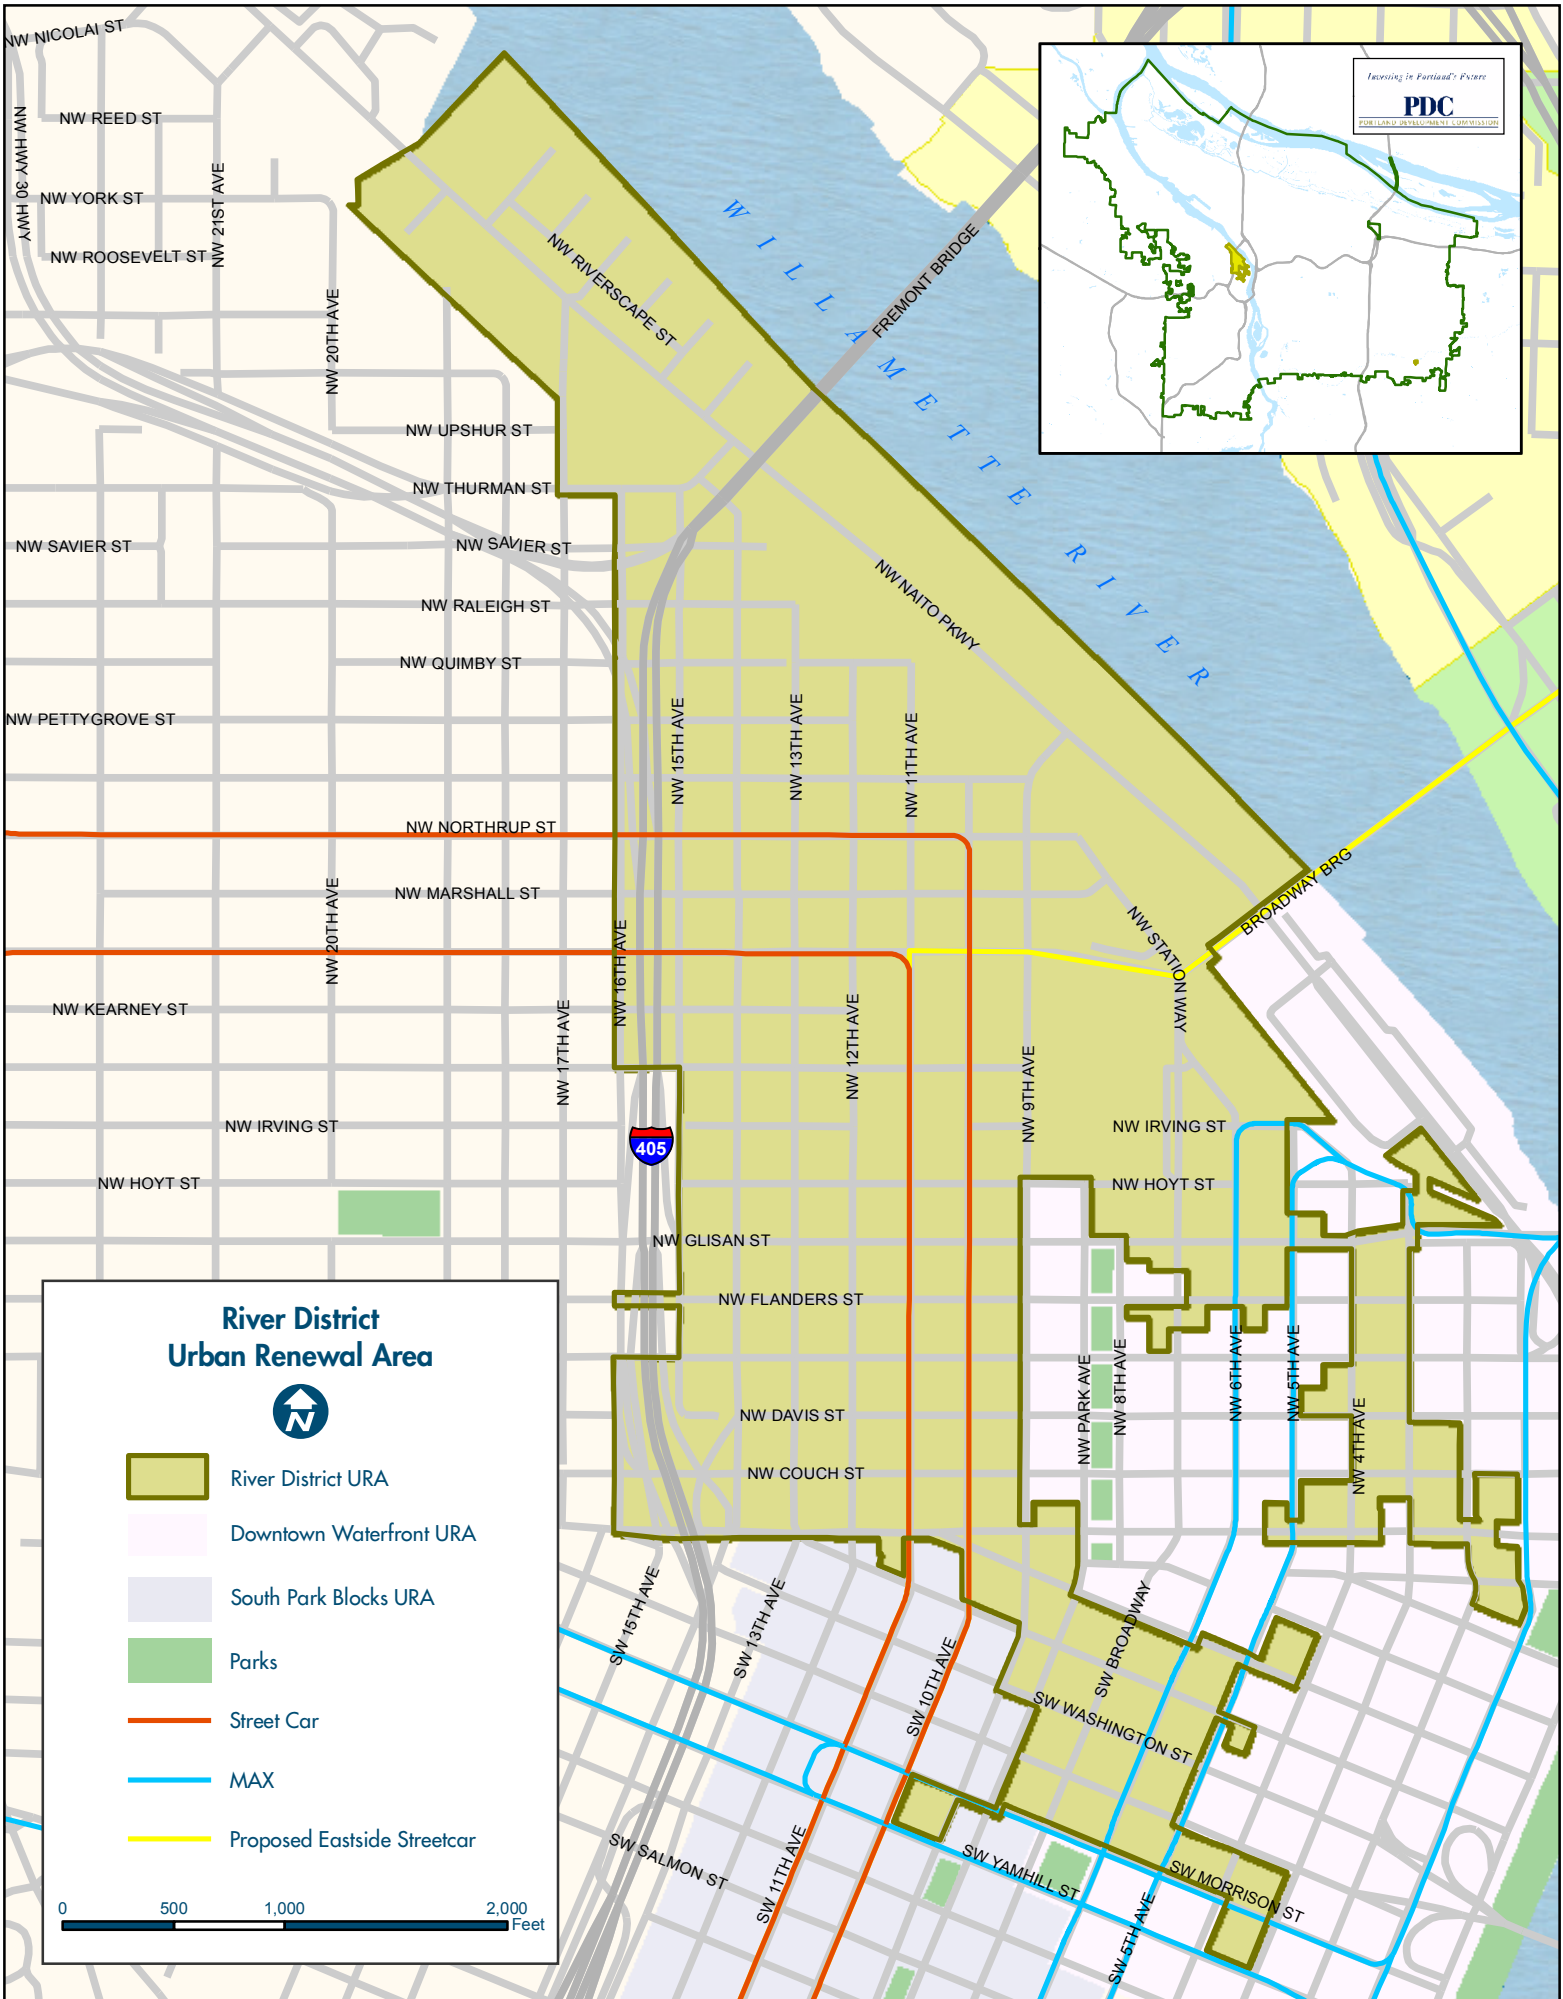 NW NICOLAI ST
NW REED ST
NW HWY 30 HWY
NW 21ST AVE
NW YORK ST
NW ROOSEVELT ST
NW 20TH AVE
NW RIVERSCAPE ST
WILLAMETTE RIVER
FREMONT BRIDGE
Investing in Portland's Future
PDC
PORTLAND DEVELOPMENT COMMISSION
NW UPSHUR ST
NW THURMAN ST
NW SAVIER ST
NW SAVIER ST
NW NAITO PKWY
NW RALEIGH ST
NW QUIMBY ST
NW PETTYGROVE ST
NW 15TH AVE
NW 13TH AVE
NW 11TH AVE
NW NORTHRUP ST
NW MARSHALL ST
BROADWAY BRG
NW STATION WAY
NW 20TH AVE
NW 16TH AVE
NW KEARNEY ST
NW 17TH AVE
NW 12TH AVE
NW 9TH AVE
NW IRVING ST
405
NW IRVING ST
NW HOYT ST
NW HOYT ST
NW GLISAN ST
NW FLANDERS ST
NW PARK AVE
NW 8TH AVE
NW 6TH AVE
NW 5TH AVE
NW 4TH AVE
NW DAVIS ST
NW COUCH ST
SW 15TH AVE
SW 13TH AVE
SW 10TH AVE
SW BROADWAY
SW WASHINGTON ST
SW SALMON ST
SW 11TH AVE
SW YAMHILL ST
SW MORRISON ST
SW 5TH AVE
River District
Urban Renewal Area
N
River District URA
Downtown Waterfront URA
South Park Blocks URA
Parks
Street Car
MAX
Proposed Eastside Streetcar
0 500 1,000 2,000
Feet